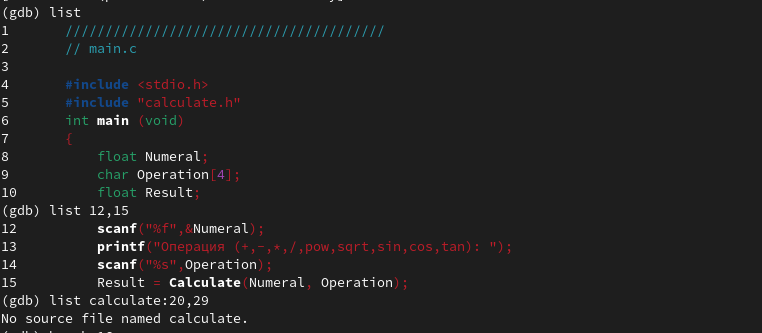 (gdb) list
1 ////////////////////////////////////////
2 // main.c
3
4 #include <stdio.h>
5 #include "calculate.h"
6 int main (void)
7 {
8 float Numeral;
9 char Operation[4];
10 float Result;
(gdb) list 12,15
12 scanf("%f",&Numeral);
13 printf("Операция (+,-,*,/,pow,sqrt,sin,cos,tan): ");
14 scanf("%s",Operation);
15 Result = Calculate(Numeral, Operation);
(gdb) list calculate:20,29
No source file named calculate.